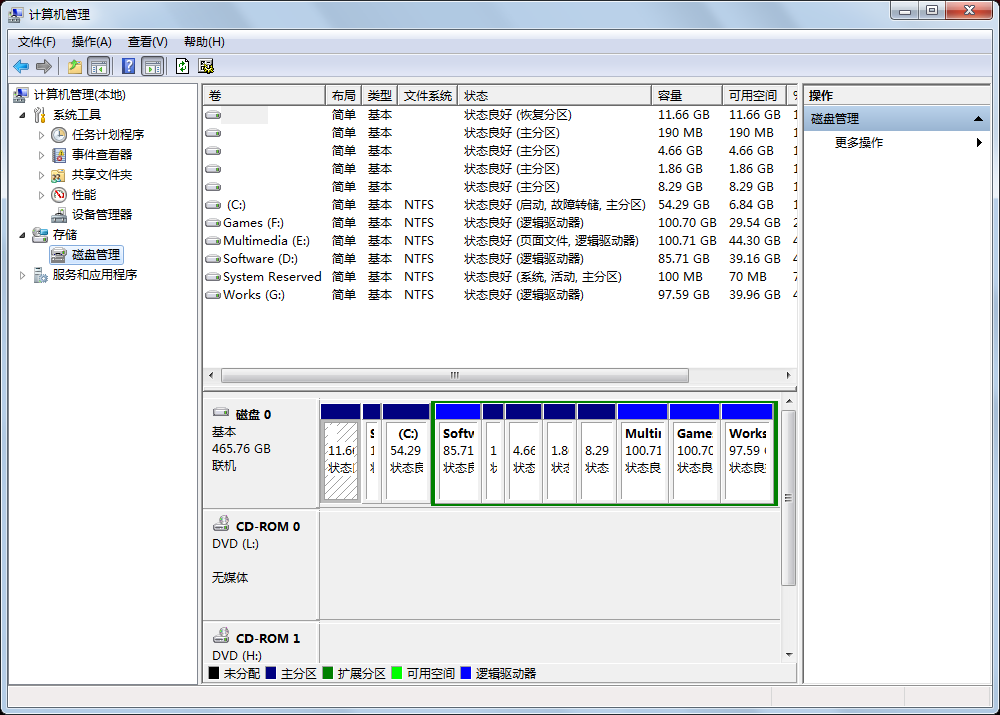 计算机管理
文件(F) 操作(A) 查看(V) 帮助(H)
计算机管理(本地)
系统工具
任务计划程序
事件查看器
共享文件夹
性能
设备管理器
存储
磁盘管理
服务和应用程序
卷 布局 类型 文件系统 状态 容量 可用空间 %
简单 基本 状态良好 (恢复分区) 11.66 GB 11.66 GB 1
简单 基本 状态良好 (主分区) 190 MB 190 MB 1
简单 基本 状态良好 (主分区) 4.66 GB 4.66 GB 1
简单 基本 状态良好 (主分区) 1.86 GB 1.86 GB 1
简单 基本 状态良好 (主分区) 8.29 GB 8.29 GB 1
(C:) 简单 基本 NTFS 状态良好 (启动, 故障转储, 主分区) 54.29 GB 6.84 GB 1
Games (F:) 简单 基本 NTFS 状态良好 (逻辑驱动器) 100.70 GB 29.54 GB 2
Multimedia (E:) 简单 基本 NTFS 状态良好 (页面文件, 逻辑驱动器) 100.71 GB 44.30 GB 4
Software (D:) 简单 基本 NTFS 状态良好 (逻辑驱动器) 85.71 GB 39.16 GB 4
System Reserved 简单 基本 NTFS 状态良好 (系统, 活动, 主分区) 100 MB 70 MB 7
Works (G:) 简单 基本 NTFS 状态良好 (逻辑驱动器) 97.59 GB 39.96 GB 4
操作
磁盘管理
更多操作
磁盘 0
基本
465.76 GB
联机
S (C:) Softw Multi Game Works
11.6 1 54.29 85.71 1 4.66 1.8 8.29 100.71 100.70 97.59
状态 状 状态良 状态良 状 状态 状态 状态 状态良 状态良 状态良
CD-ROM 0
DVD (L:)
无媒体
CD-ROM 1
DVD (H:)
未分配 主分区 扩展分区 可用空间 逻辑驱动器